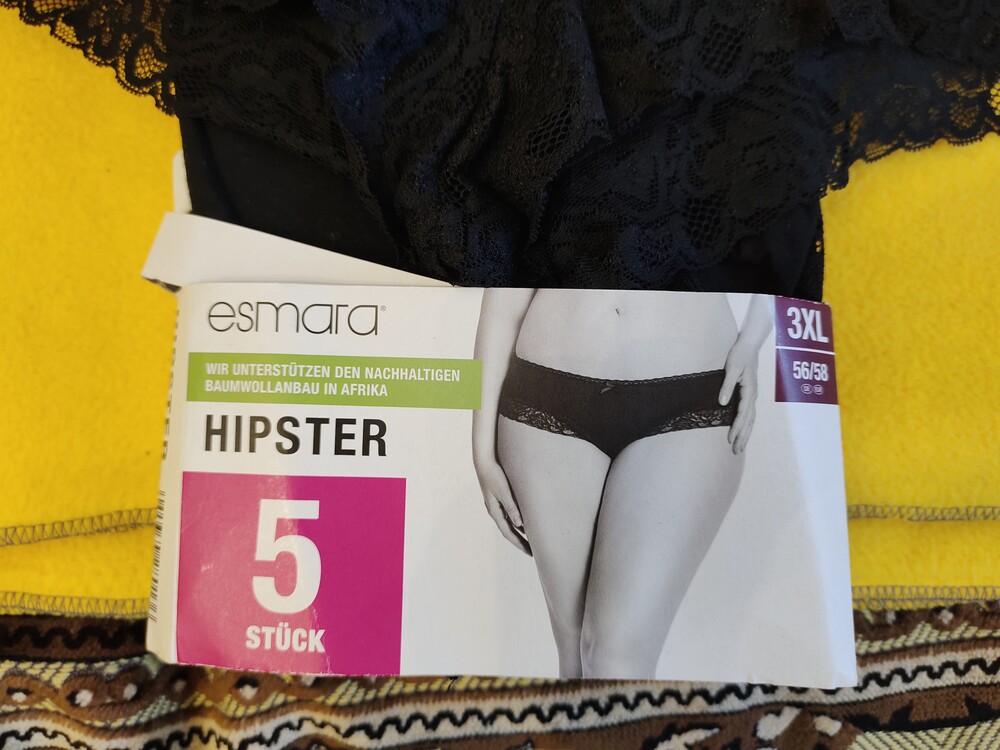 esmara®
WIR UNTERSTÜTZEN DEN NACHHALTIGEN
BAUMWOLLANBAU IN AFRIKA
HIPSTER
5
STÜCK
3XL
56/58